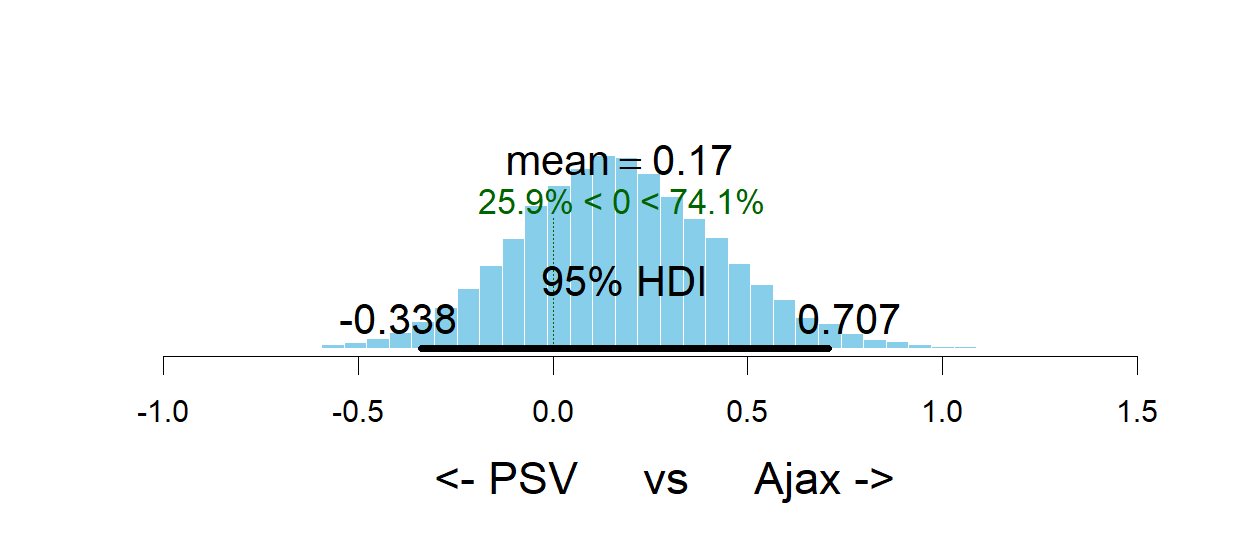 mean = 0.17
25.9% < 0 < 74.1%
95% HDI
-0.338 0.707
-1.0 -0.5 0.0 0.5 1.0 1.5
<- PSV vs Ajax ->